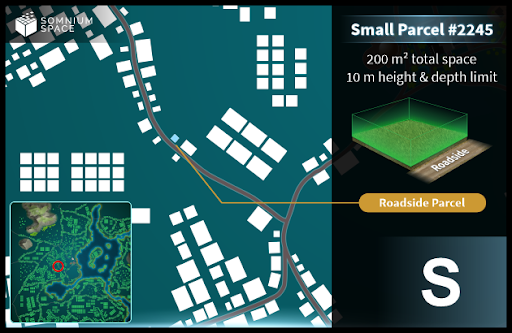 SOMNIUM
SPACE
Small Parcel #2245
200 m² total space
10 m height & depth limit
Roadside
Roadside Parcel
S